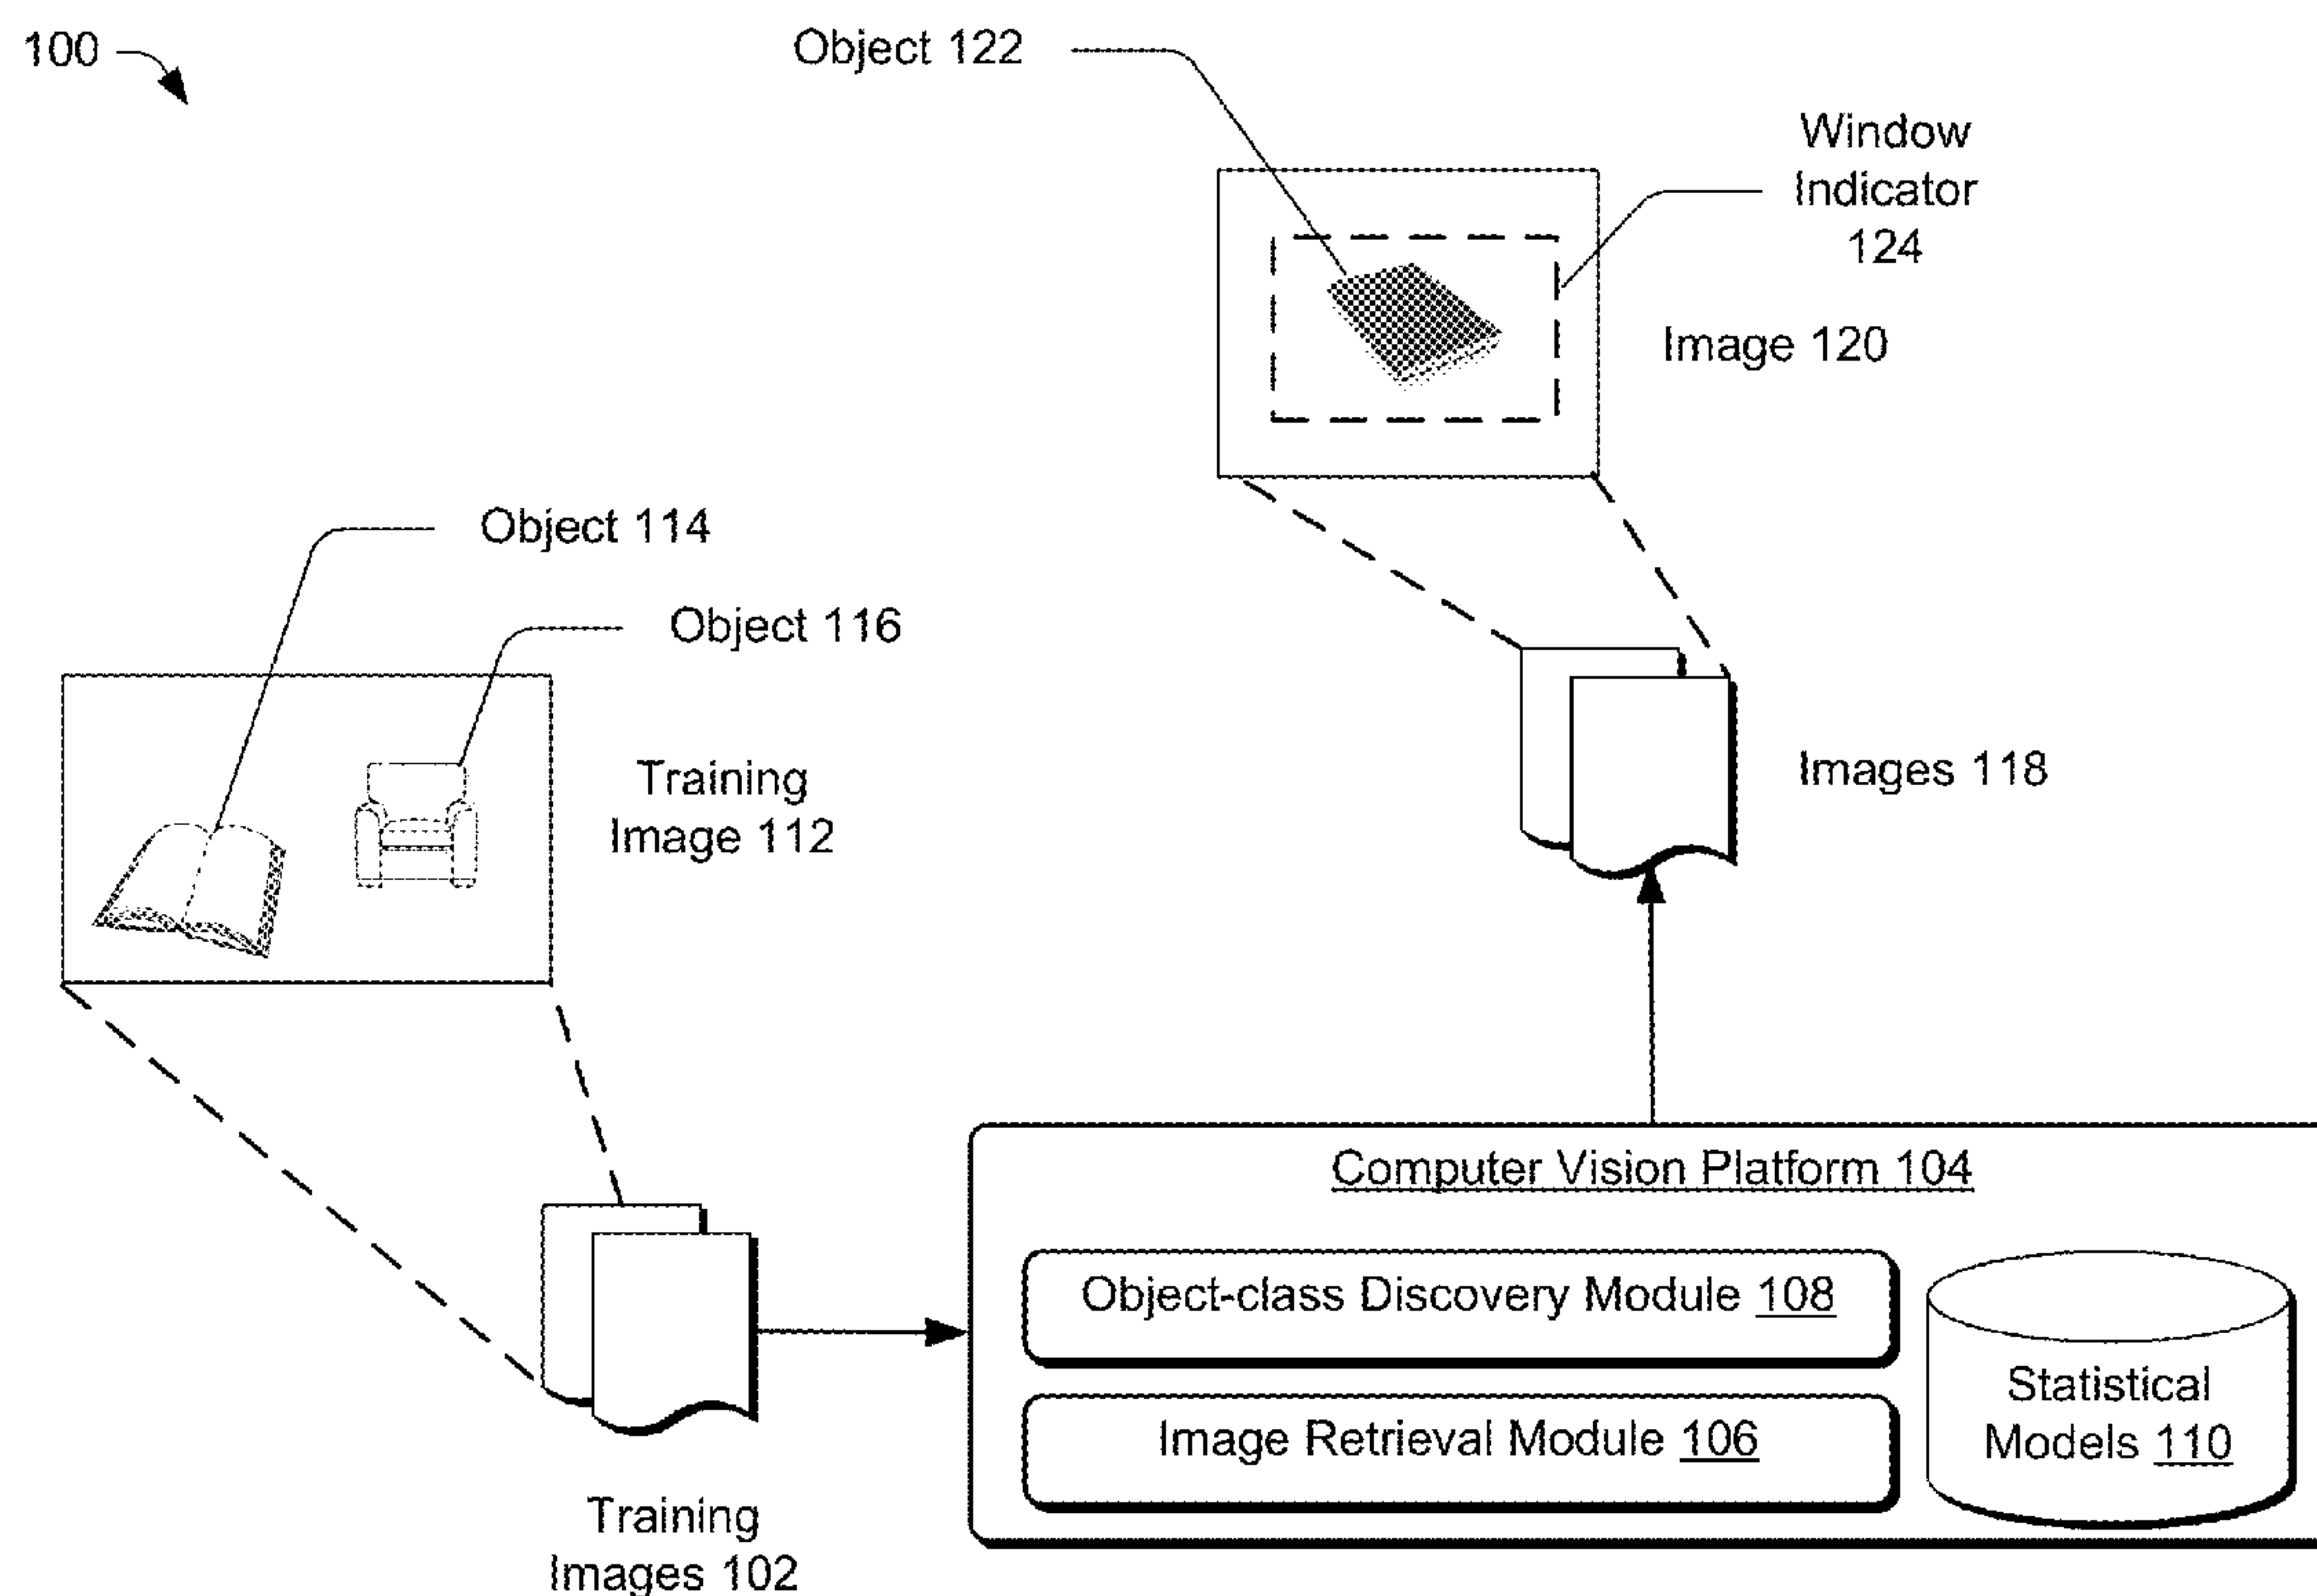 100
Object 122
Window
Indicator
124
Image 120
Object 114
Object 116
Training
Image 112
Images 118
Computer Vision Platform 104
Object-class Discovery Module 108
Image Retrieval Module 106
Statistical
Models 110
Training
Images 102